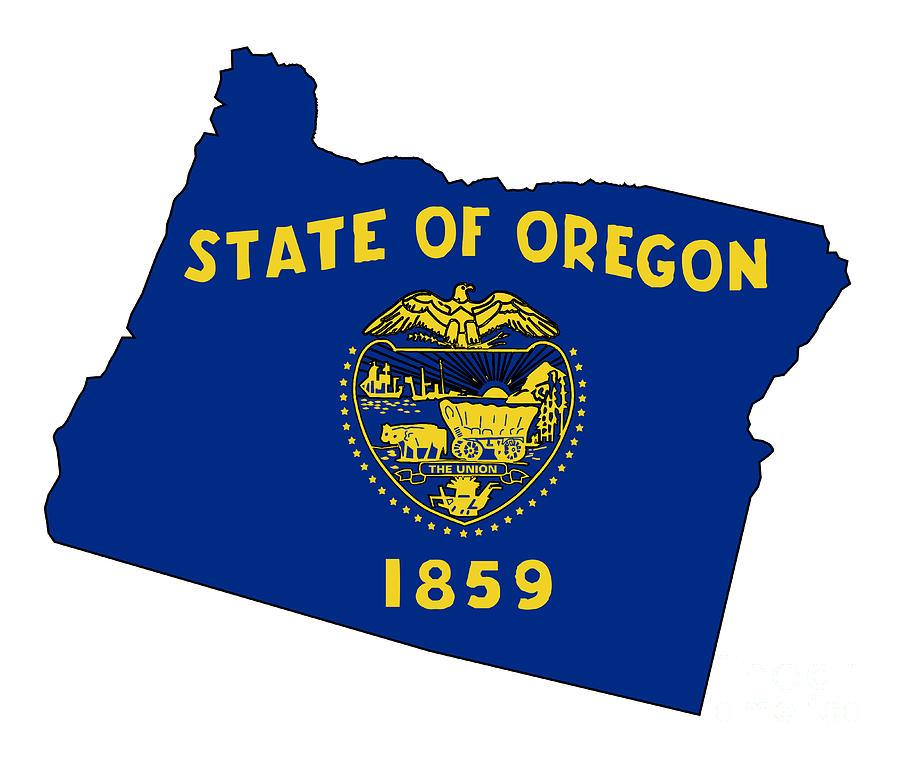 STATE OF OREGON
THE UNION
1859